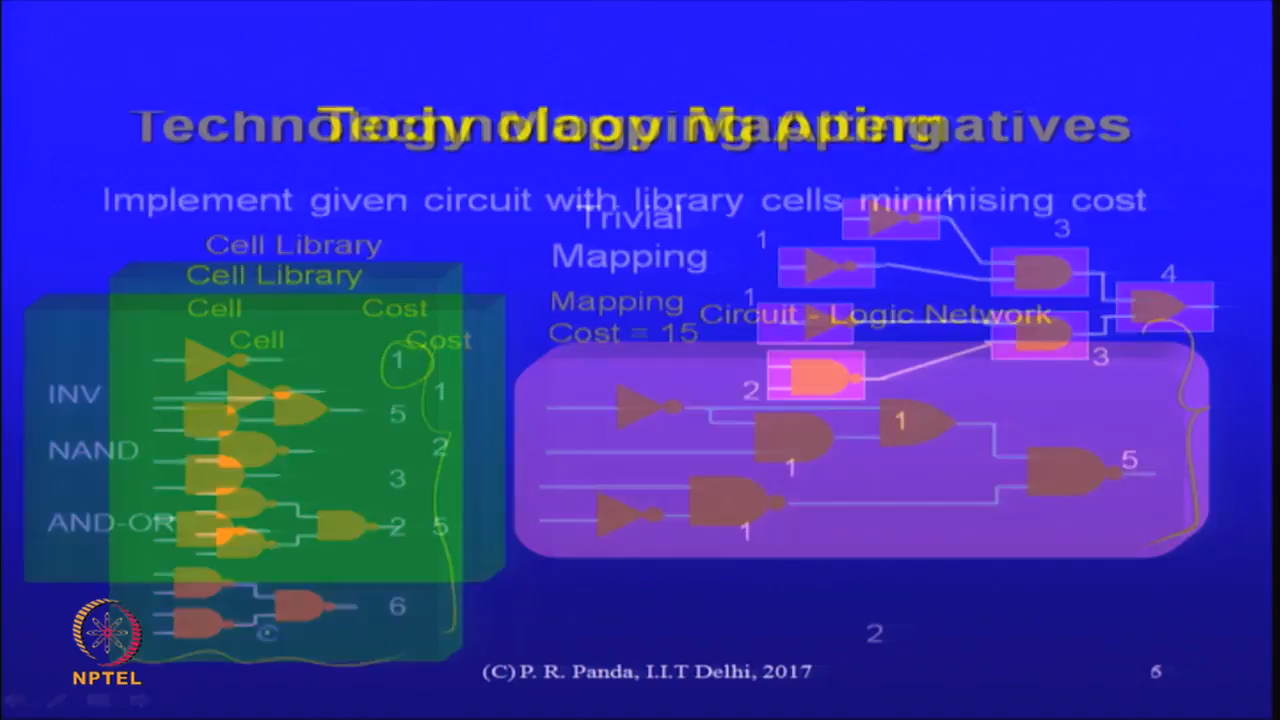 Technology Mapping Alternatives
Technology Mapping
Implement given circuit with library cells minimising cost
Trivial
Mapping
Mapping
Cost = 15
Cell Library
Cell Library
Cell Cost
Cell Cost
INV
NAND
AND-OR
1
5
3
2
6
1
2
5
Circuit - Logic Network
1
3
1
4
1
3
2
1
1
5
1
2
(C) P. R. Panda, I.I.T Delhi, 2017
NPTEL